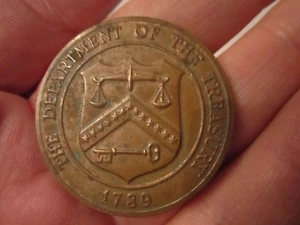 THE DEPARTMENT OF THE TREASURY
1789